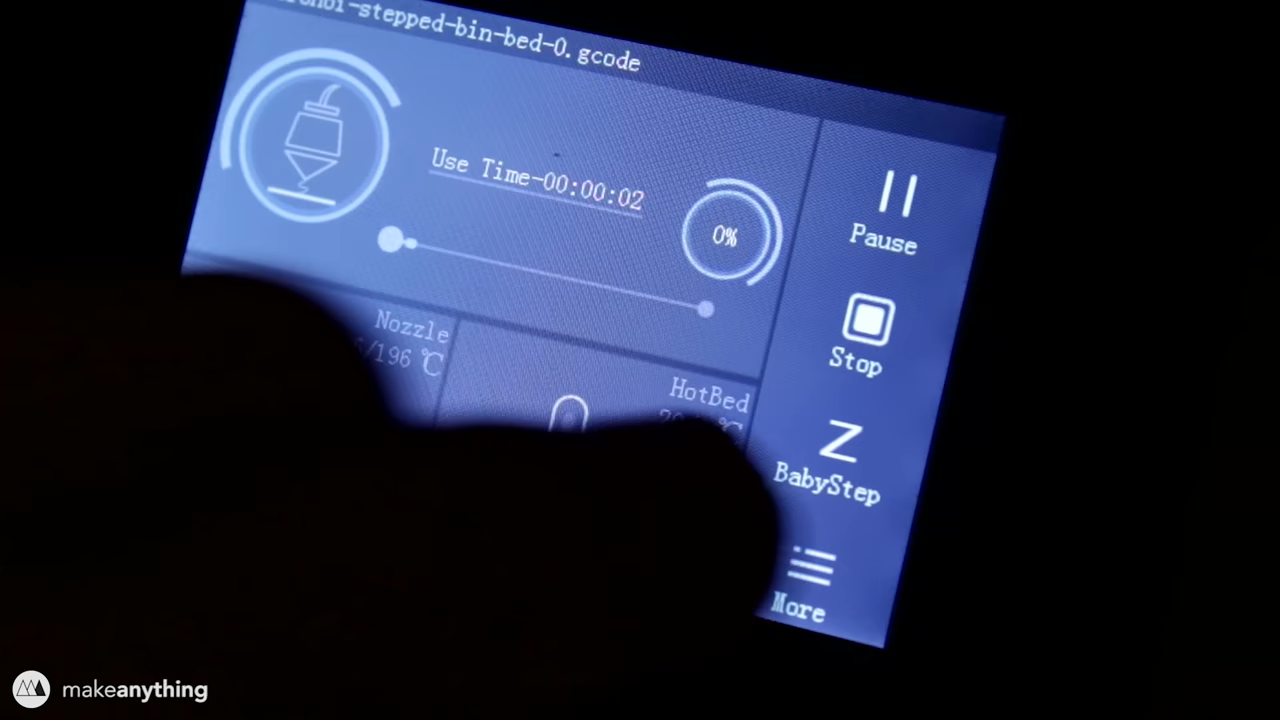 -stepped-bin-bed-0.gcode
Use Time-00:00:02
0%
Pause
Stop
Nozzle
/196 ℃
HotBed
℃
BabyStep
More
makeanything